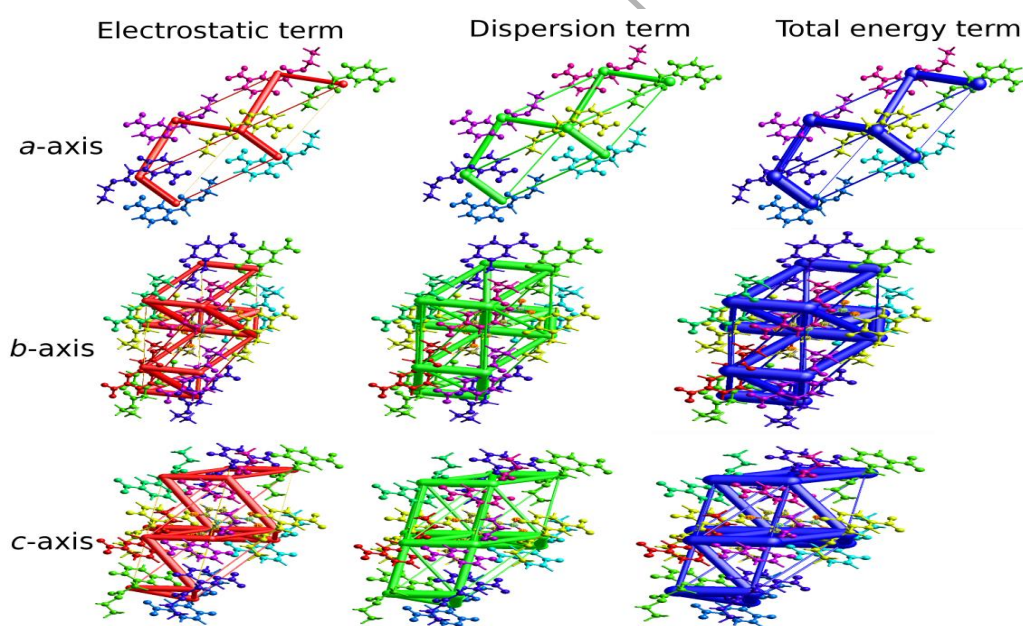 Electrostatic term Dispersion term Total energy term
a-axis
b-axis
c-axis